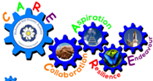 CARE
Aspiration
Collaboration
Resilience
Endeavour